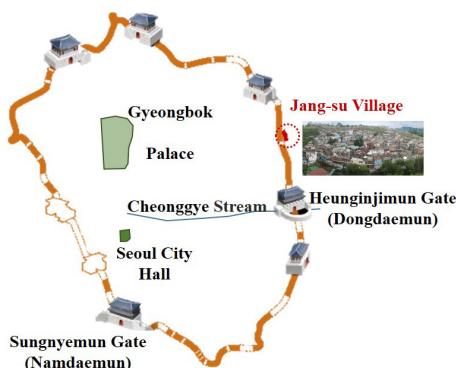 Gyeongbok
Palace
Jang-su Village
Cheonggye Stream
Heunginjimun Gate
(Dongdaemun)
Seoul City
Hall
Sungnyemun Gate
(Namdaemun)